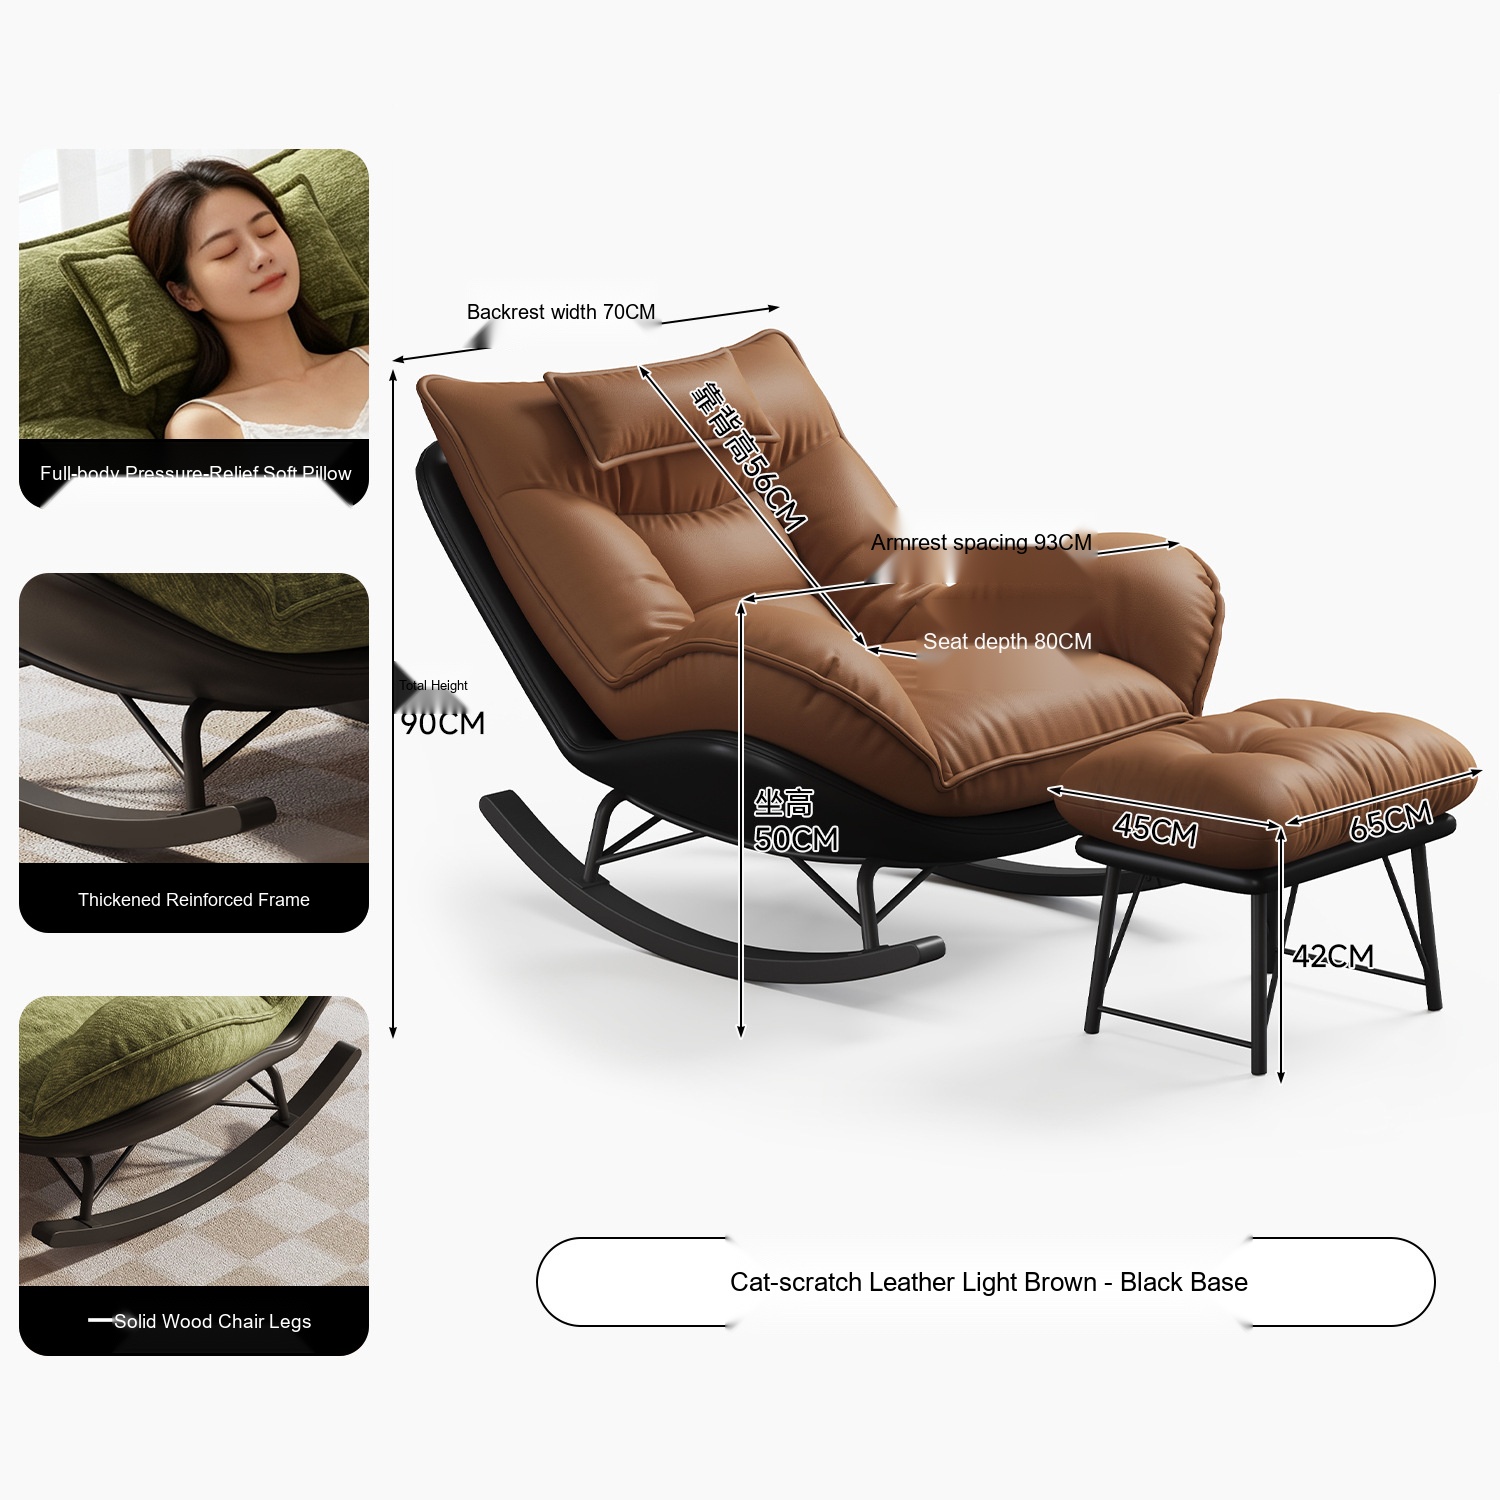 Full-body Pressure-Relief Soft Pillow
Thickened Reinforced Frame
Solid Wood Chair Legs
Backrest width 70CM
靠背高56CM
Armrest spacing 93CM
Seat depth 80CM
Total Height
90CM
坐高
50CM
45CM
65CM
42CM
Cat-scratch Leather Light Brown - Black Base